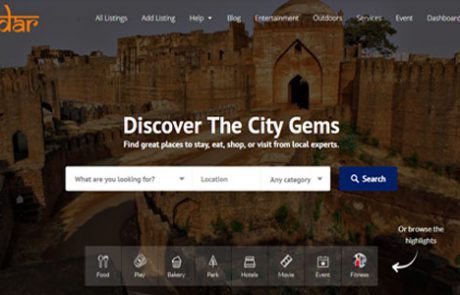 dar
All Listings Add Listing Help Blog Entertainment Outdoors Services Event Dashboard
Discover The City Gems
Find great places to stay, eat, shop, or visit from local experts.
What are you looking for? Location Any category Search
Or browse the
highlights
Food Play Bakery Park Hotels Movie Event Fitness